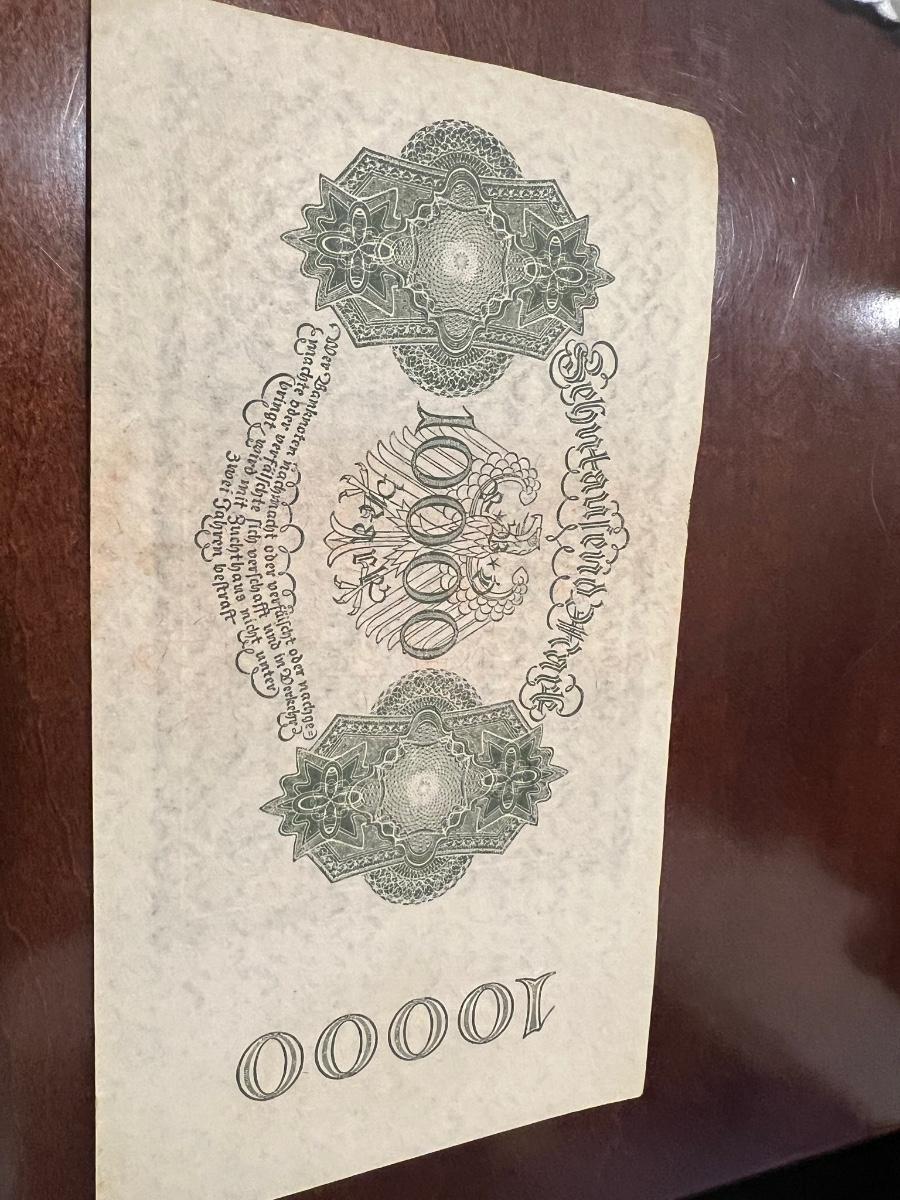 Zehntausend Mark
10000
Mark
Wer Banknoten nachmacht oder verfälscht oder nachge=
machte oder verfälschte sich verschafft und in Verkehr
bringt, wird mit Zuchthaus nicht unter
zwei Jahren bestraft
10000